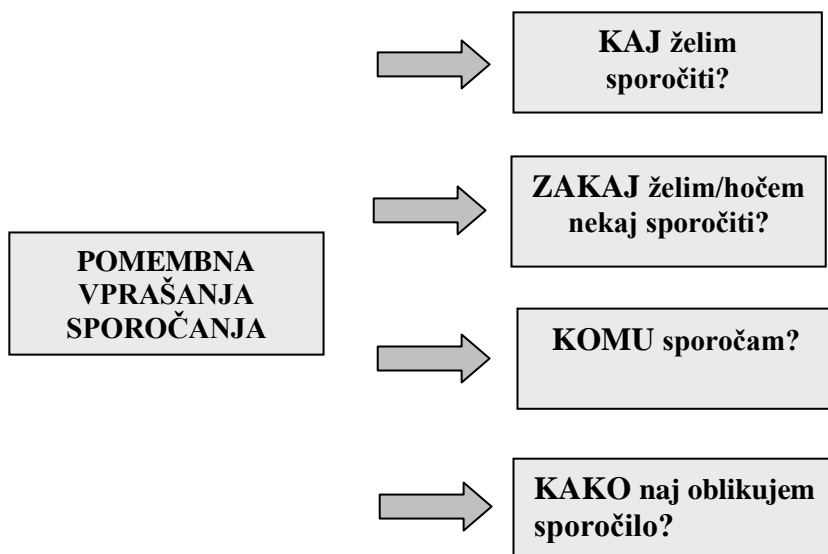 KAJ želim
sporočiti?
ZAKAJ želim/hočem
nekaj sporočiti?
POMEMBNA
VPRAŠANJA
SPOROČANJA
KOMU sporočam?
KAKO naj oblikujem
sporočilo?